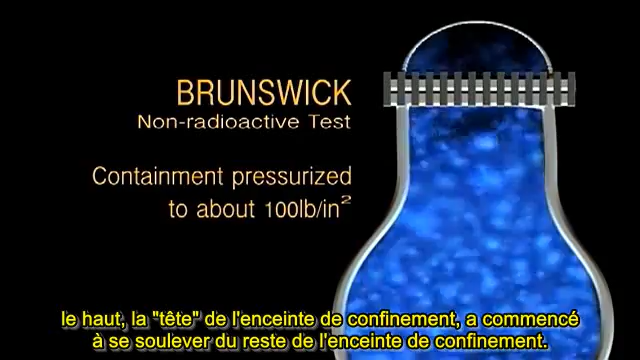 BRUNSWICK
Non-radioactive Test
Containment pressurized
to about 100lb/in²
le haut, la "tête" de l'enceinte de confinement, a commencé
à se soulever du reste de l'enceinte de confinement.